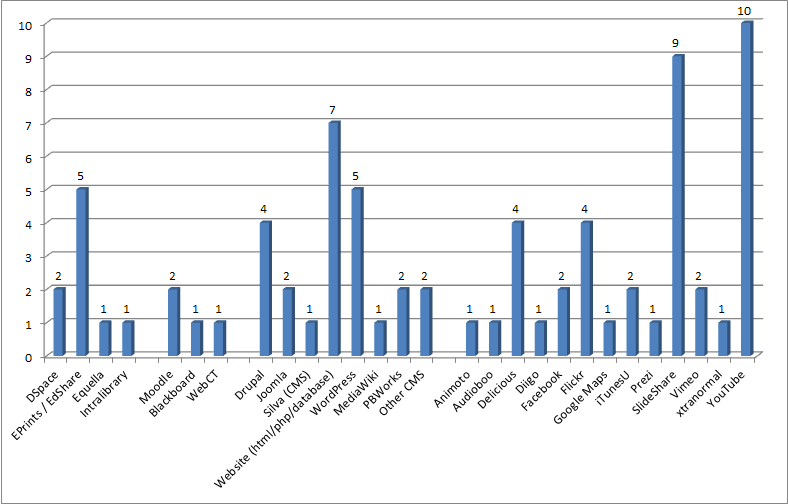 10
9
8
7
6
5
4
3
2
1
0
2
5
1
1
2
1
1
4
2
1
7
5
1
2
2
1
1
4
1
2
4
1
2
1
9
2
1
10
DSpace
EPrints / EdShare
Equella
Intralibrary
Moodle
Blackboard
WebCT
Drupal
Joomla
Silva (CMS)
Website (html/php/database)
WordPress
MediaWiki
PBWorks
Other CMS
Animoto
Audioboo
Delicious
Diigo
Facebook
Flickr
Google Maps
iTunesU
Prezi
SlideShare
Vimeo
xtranormal
YouTube